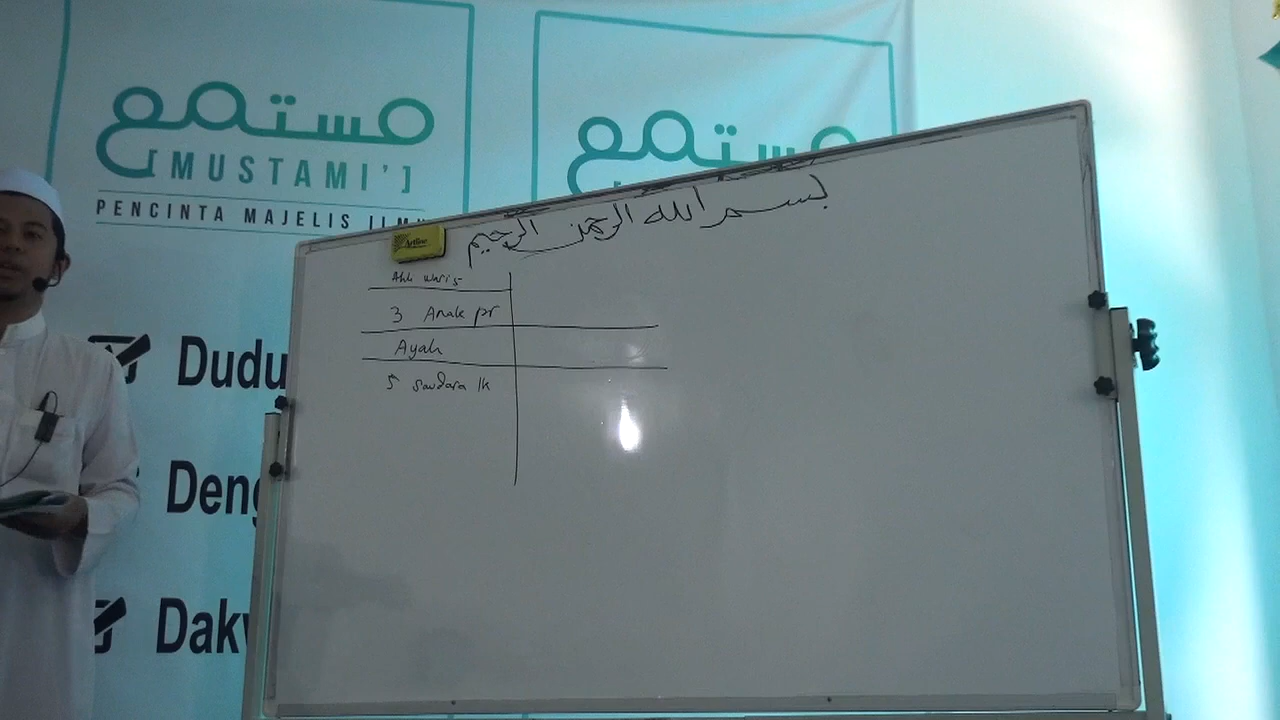 مستمع
[MUSTAMI']
PENCINTA MAJELIS ILMU
مستمع
بسم الله الرحمن الرحيم
Artline
Ahli waris
3 Anak pr
Ayah
5 saudara lk
Dudu
Deng
Dakw